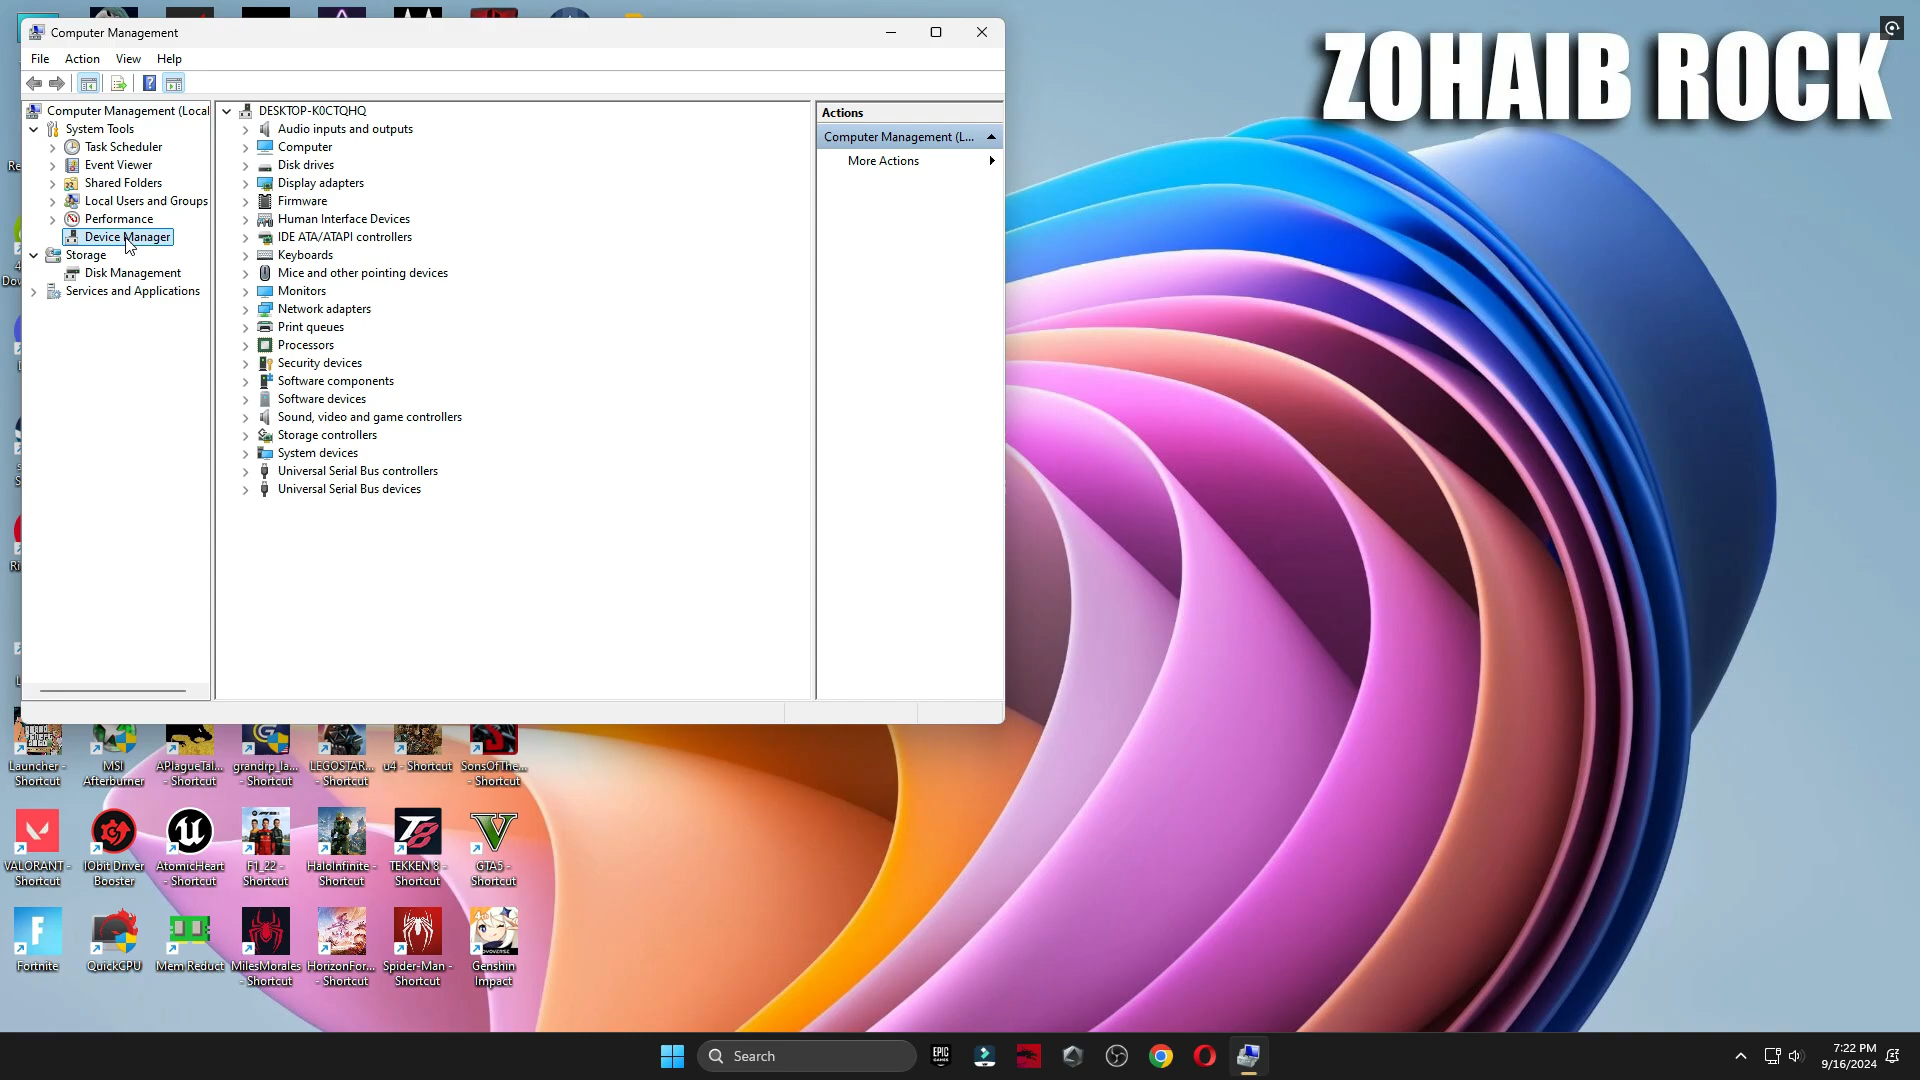 Computer Management
ZOHAIB ROCK
File Action View Help
Computer Management (Local
System Tools
Task Scheduler
Event Viewer
Shared Folders
Local Users and Groups
Performance
Device Manager
Storage
Disk Management
Services and Applications
DESKTOP-K0CTQHQ
Audio inputs and outputs
Computer
Disk drives
Display adapters
Firmware
Human Interface Devices
IDE ATA/ATAPI controllers
Keyboards
Mice and other pointing devices
Monitors
Network adapters
Print queues
Processors
Security devices
Software components
Software devices
Sound, video and game controllers
Storage controllers
System devices
Universal Serial Bus controllers
Universal Serial Bus devices
Actions
Computer Management (L...
More Actions
Launcher - Shortcut
MSI Afterburner
APlagueTal... - Shortcut
grandrp_la... - Shortcut
LEGOSTAR... - Shortcut
u4 - Shortcut
SonsOfThe... - Shortcut
VALORANT - Shortcut
IObit Driver Booster
AtomicHeart - Shortcut
F1_22 - Shortcut
HaloInfinite - Shortcut
TEKKEN 8 - Shortcut
GTA5 - Shortcut
Fortnite
QuickCPU
Mem Reduct
MilesMorales - Shortcut
HorizonFor... - Shortcut
Spider-Man - Shortcut
Genshin Impact
Search
EPIC GAMES
7:22 PM
9/16/2024